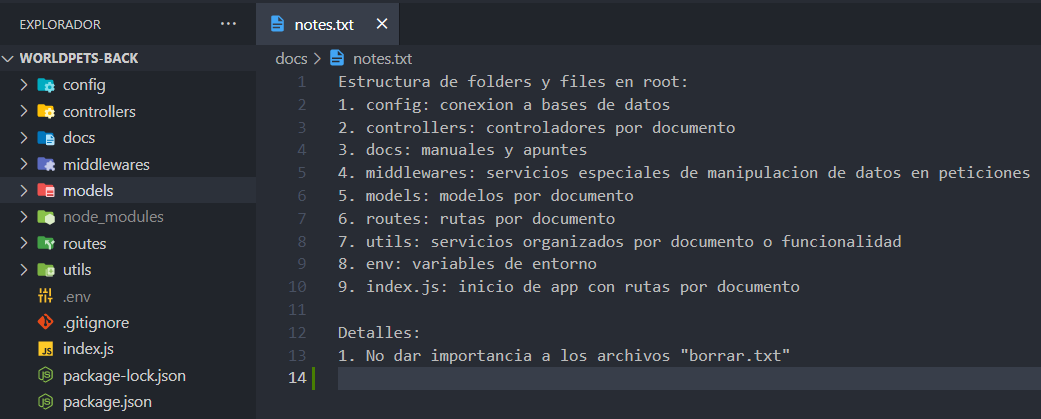 EXPLORADOR ...
WORLDPETS-BACK
config
controllers
docs
middlewares
models
node_modules
routes
utils
.env
.gitignore
JS index.js
package-lock.json
package.json
notes.txt
docs > notes.txt
1 Estructura de folders y files en root:
2 1. config: conexion a bases de datos
3 2. controllers: controladores por documento
4 3. docs: manuales y apuntes
5 4. middlewares: servicios especiales de manipulacion de datos en peticiones
6 5. models: modelos por documento
7 6. routes: rutas por documento
8 7. utils: servicios organizados por documento o funcionalidad
9 8. env: variables de entorno
10 9. index.js: inicio de app con rutas por documento
11
12 Detalles:
13 1. No dar importancia a los archivos "borrar.txt"
14